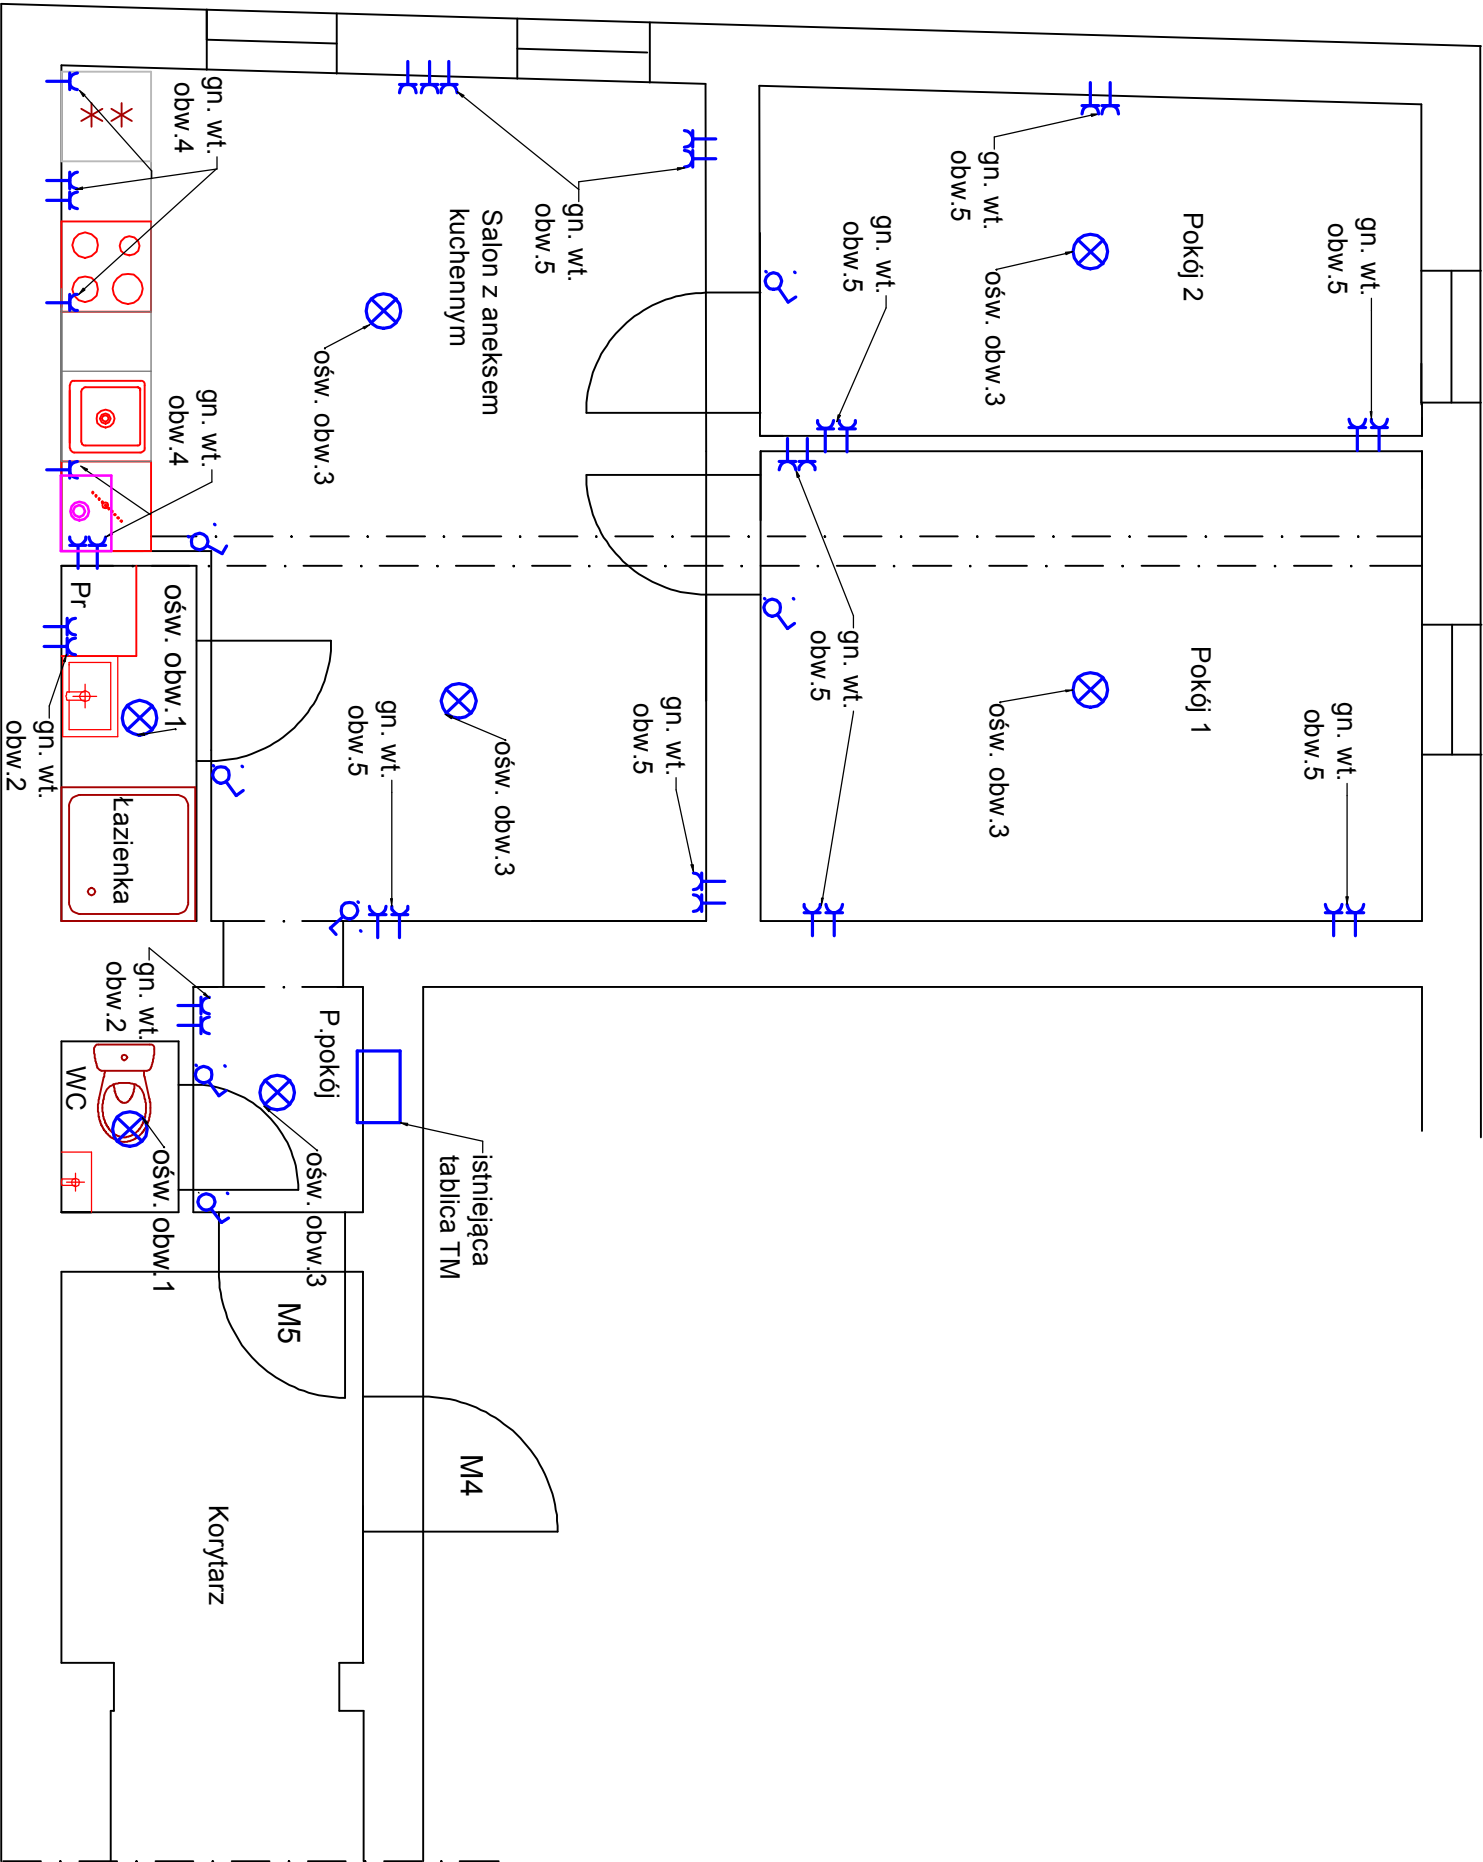 gn. wt.
obw.5
Pokój 2
gn. wt.
obw.5
ośw. obw.3
gn. wt.
obw.5
gn. wt.
obw.5
Salon z aneksem
kuchennym
ośw. obw.3
gn. wt.
obw.4
gn. wt.
obw.4
gn. wt.
obw.5
Pokój 1
ośw. obw.3
gn. wt.
obw.5
gn. wt.
obw.5
ośw. obw.3
gn. wt.
obw.5
ośw. obw.1
Pr
gn. wt.
obw.2
Łazienka
P.pokój
gn. wt.
obw.2
WC
istniejąca
tablica TM
ośw. obw.3
ośw. obw.1
M5
M4
Korytarz